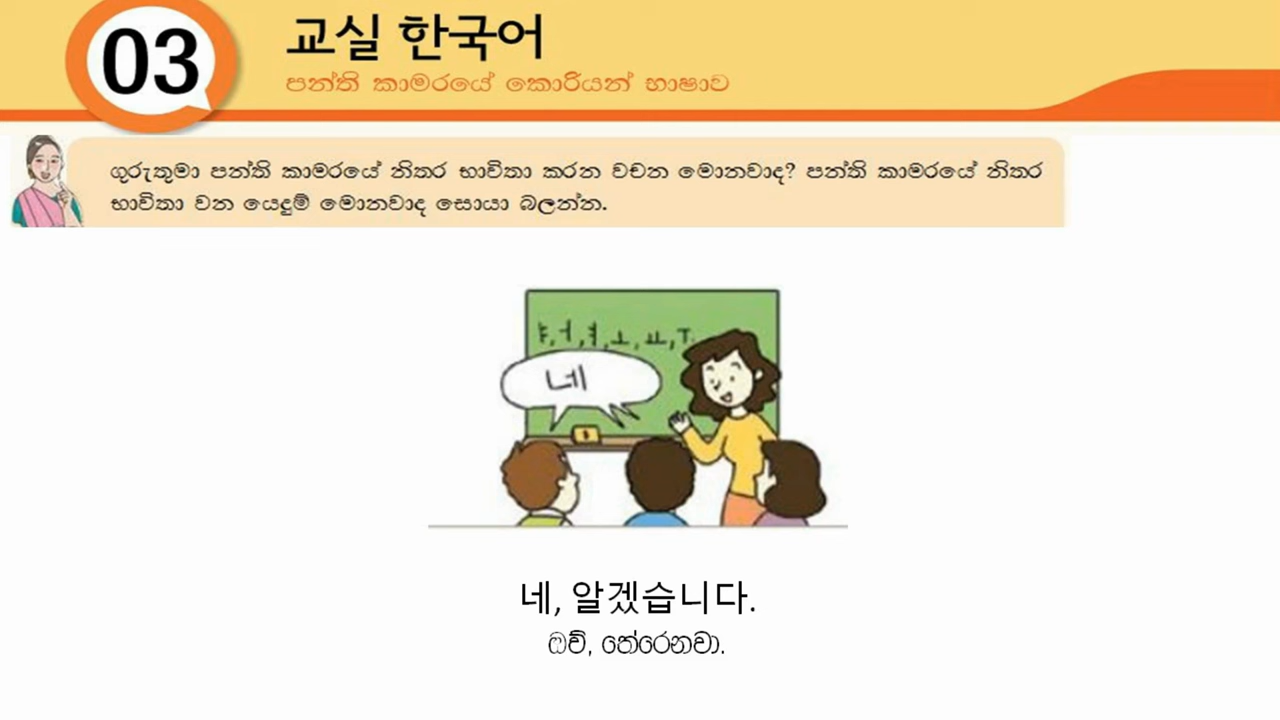 03
교실 한국어
පන්ති කාමරයේ කොරියන් භාෂාව
ගුරුතුමා පන්ති කාමරයේ නිතර භාවිතා කරන වචන මොනවාද? පන්ති කාමරයේ නිතර
භාවිතා වන යෙදුම් මොනවාද සොයා බලන්න.
ㅑ, ㅓ, ㅕ, ㅗ, ㅛ, ㅜ
네
네, 알겠습니다.
ඔව්, තේරෙනවා.